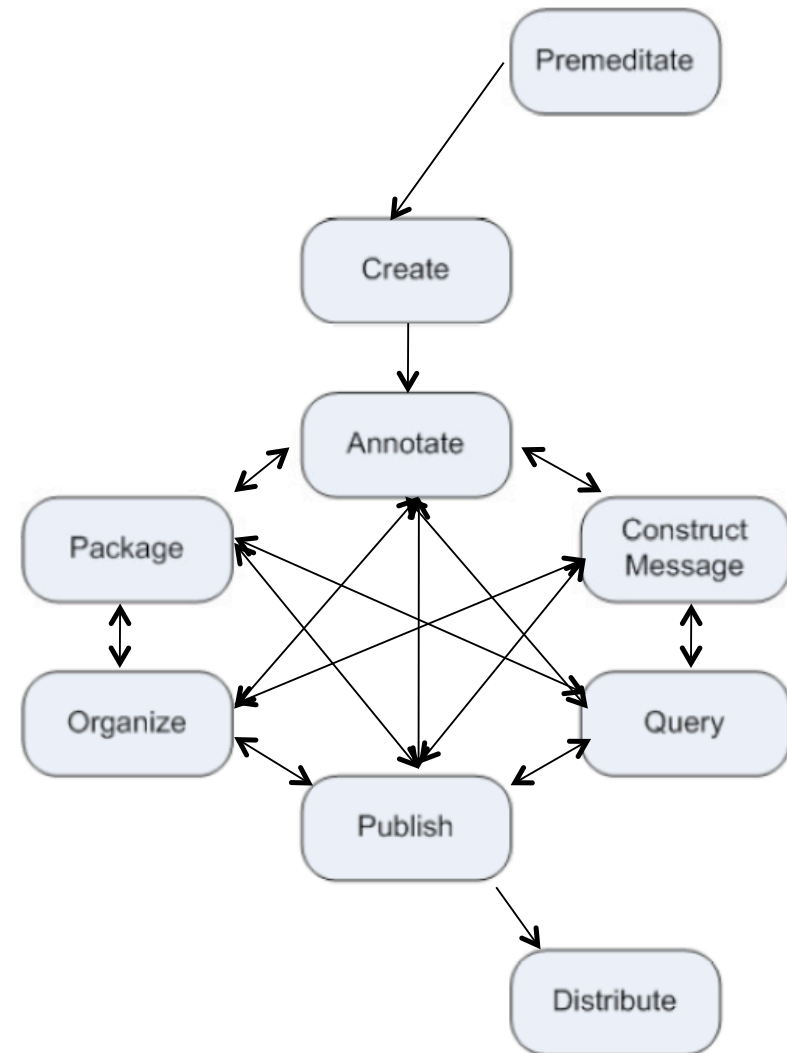 Premeditate
Create
Annotate
Package
Construct
Message
Organize
Query
Publish
Distribute